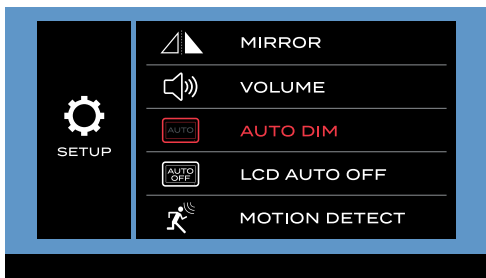 SETUP
MIRROR
VOLUME
AUTO
AUTO DIM
AUTO
OFF
LCD AUTO OFF
MOTION DETECT